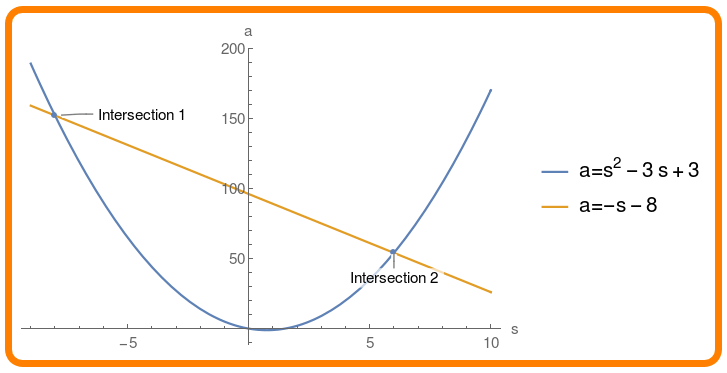 a
200
150
100
50
−5
5
10
s
Intersection 1
Intersection 2
a=s² − 3 s + 3
a=−s − 8